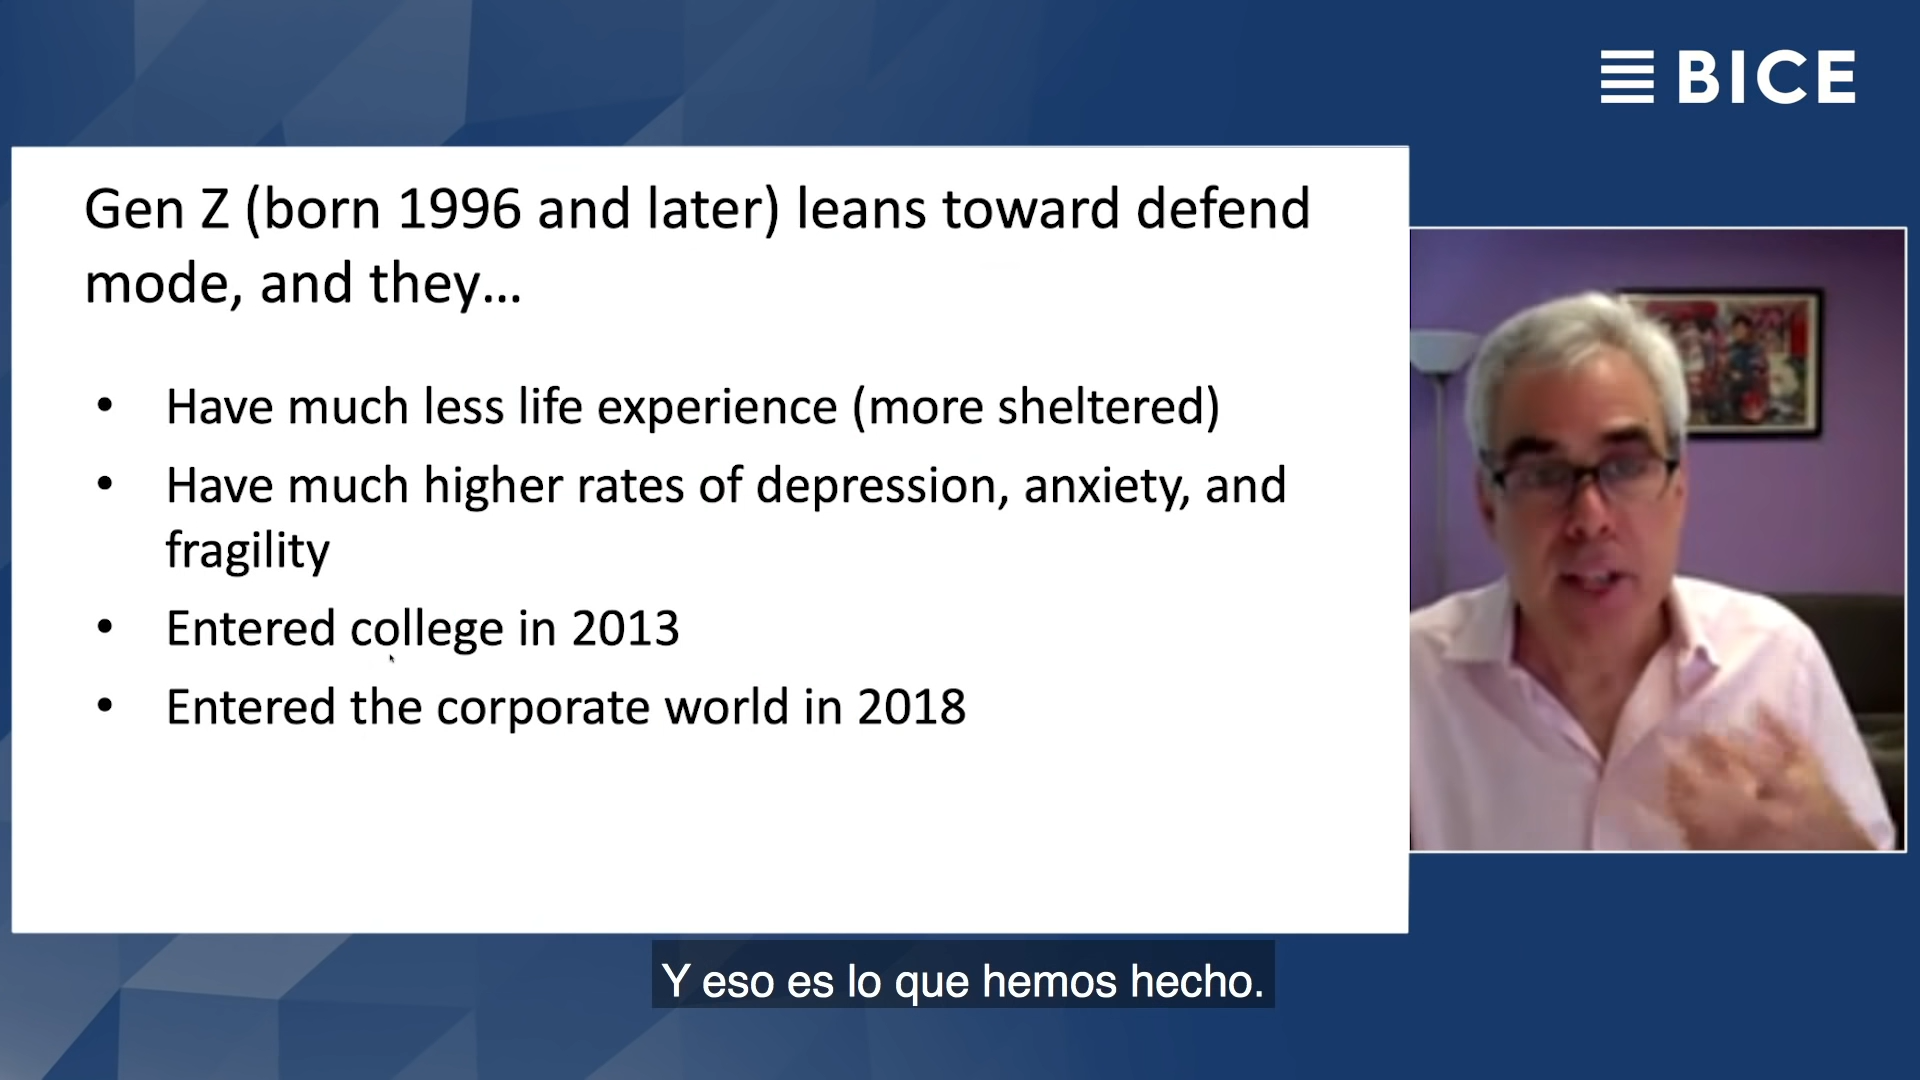 BICE
Gen Z (born 1996 and later) leans toward defend
mode, and they…
• Have much less life experience (more sheltered)
• Have much higher rates of depression, anxiety, and
fragility
• Entered college in 2013
• Entered the corporate world in 2018
Y eso es lo que hemos hecho.